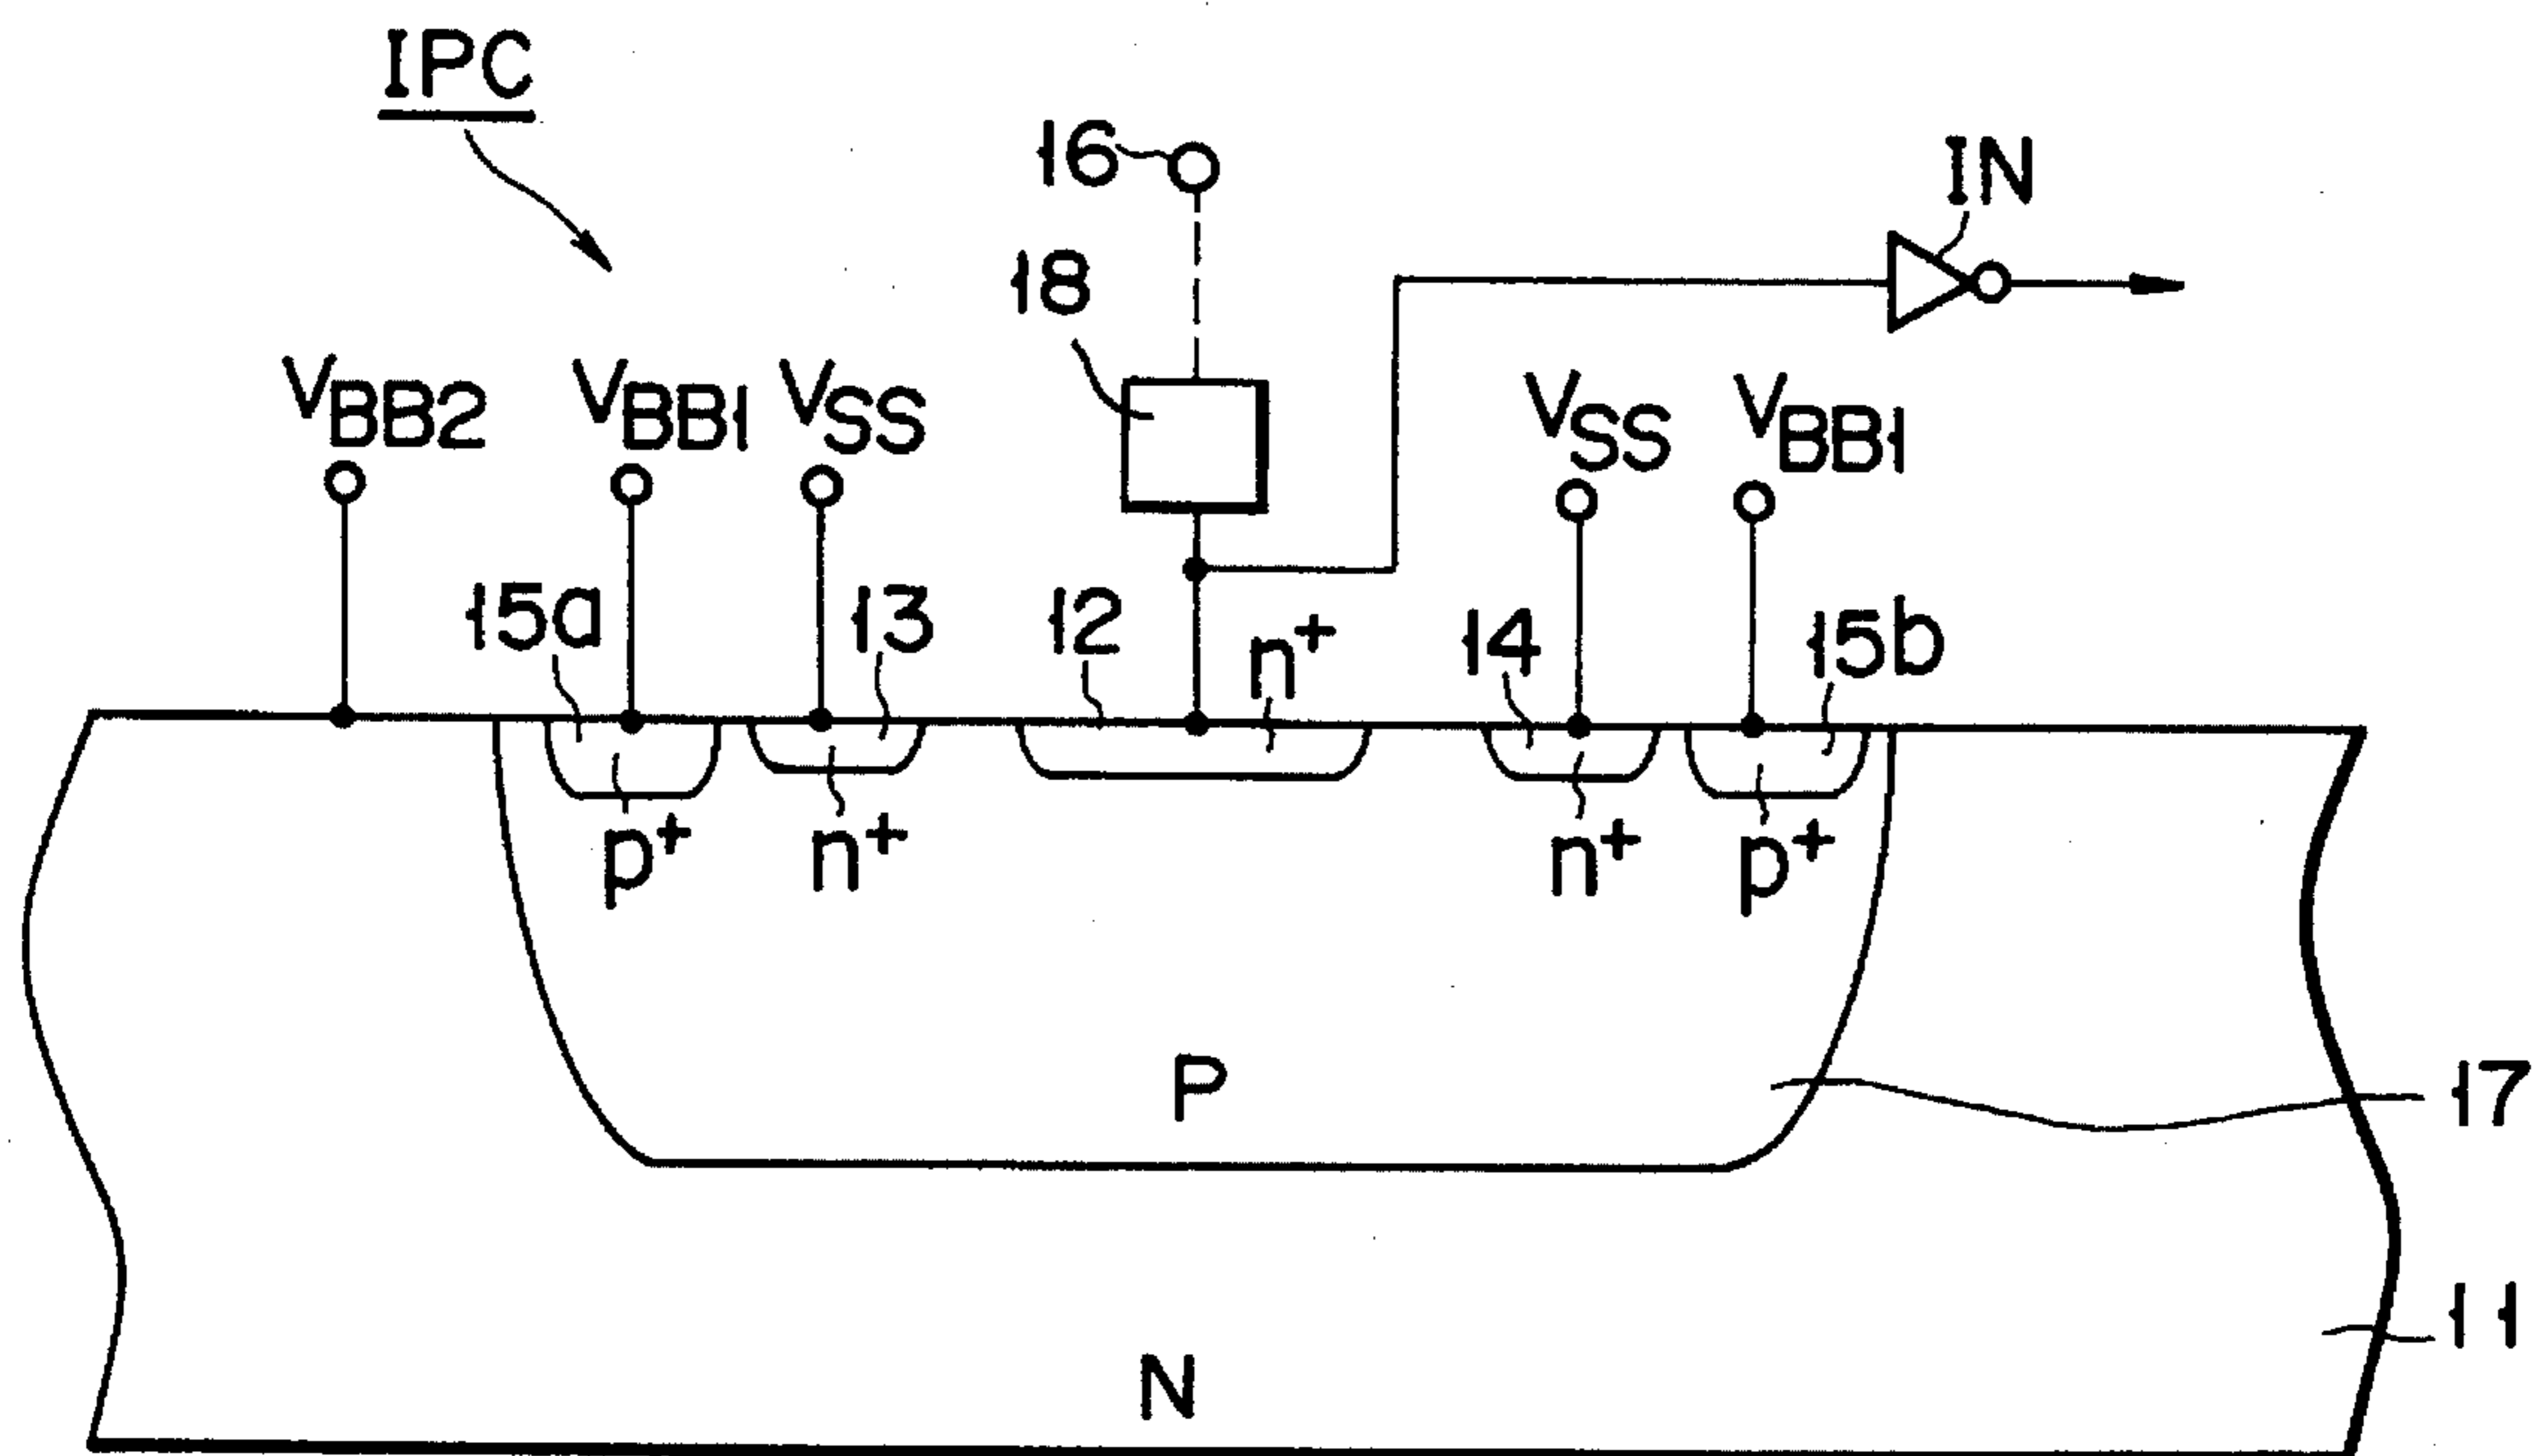 IPC
16
IN
18
VBB2
VBB1
VSS
VSS
VBB1
15a
13
12
n+
14
15b
p+
n+
n+
p+
P
17
11
N